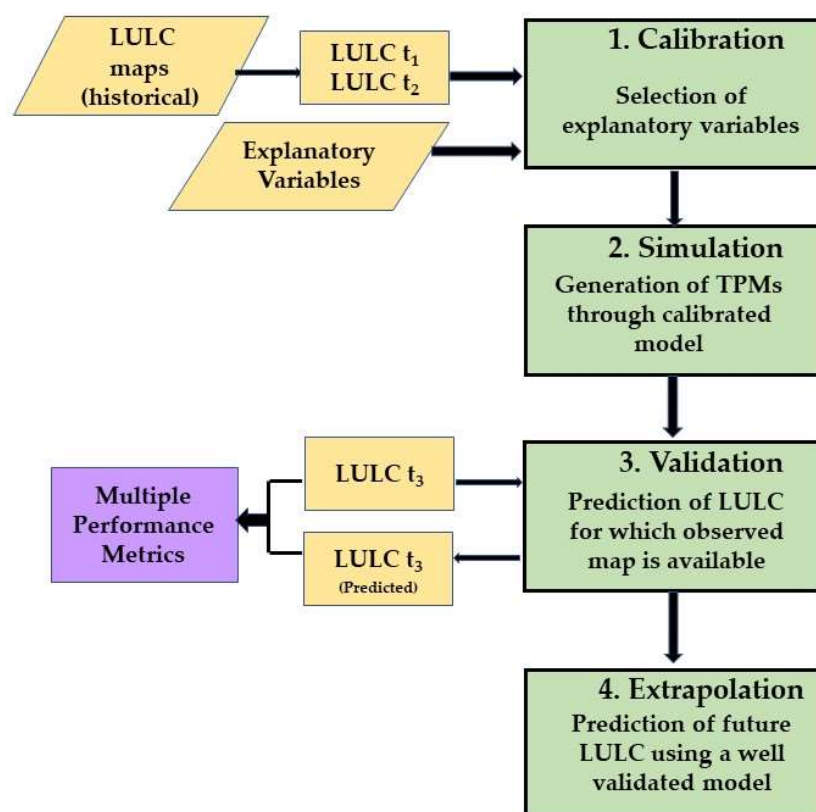 LULC
maps
(historical)
LULC t₁
LULC t₂
Explanatory
Variables
1. Calibration
Selection of
explanatory variables
2. Simulation
Generation of TPMs
through calibrated
model
3. Validation
Prediction of LULC
for which observed
map is available
LULC t₃
LULC t₃
(Predicted)
Multiple
Performance
Metrics
4. Extrapolation
Prediction of future
LULC using a well
validated model